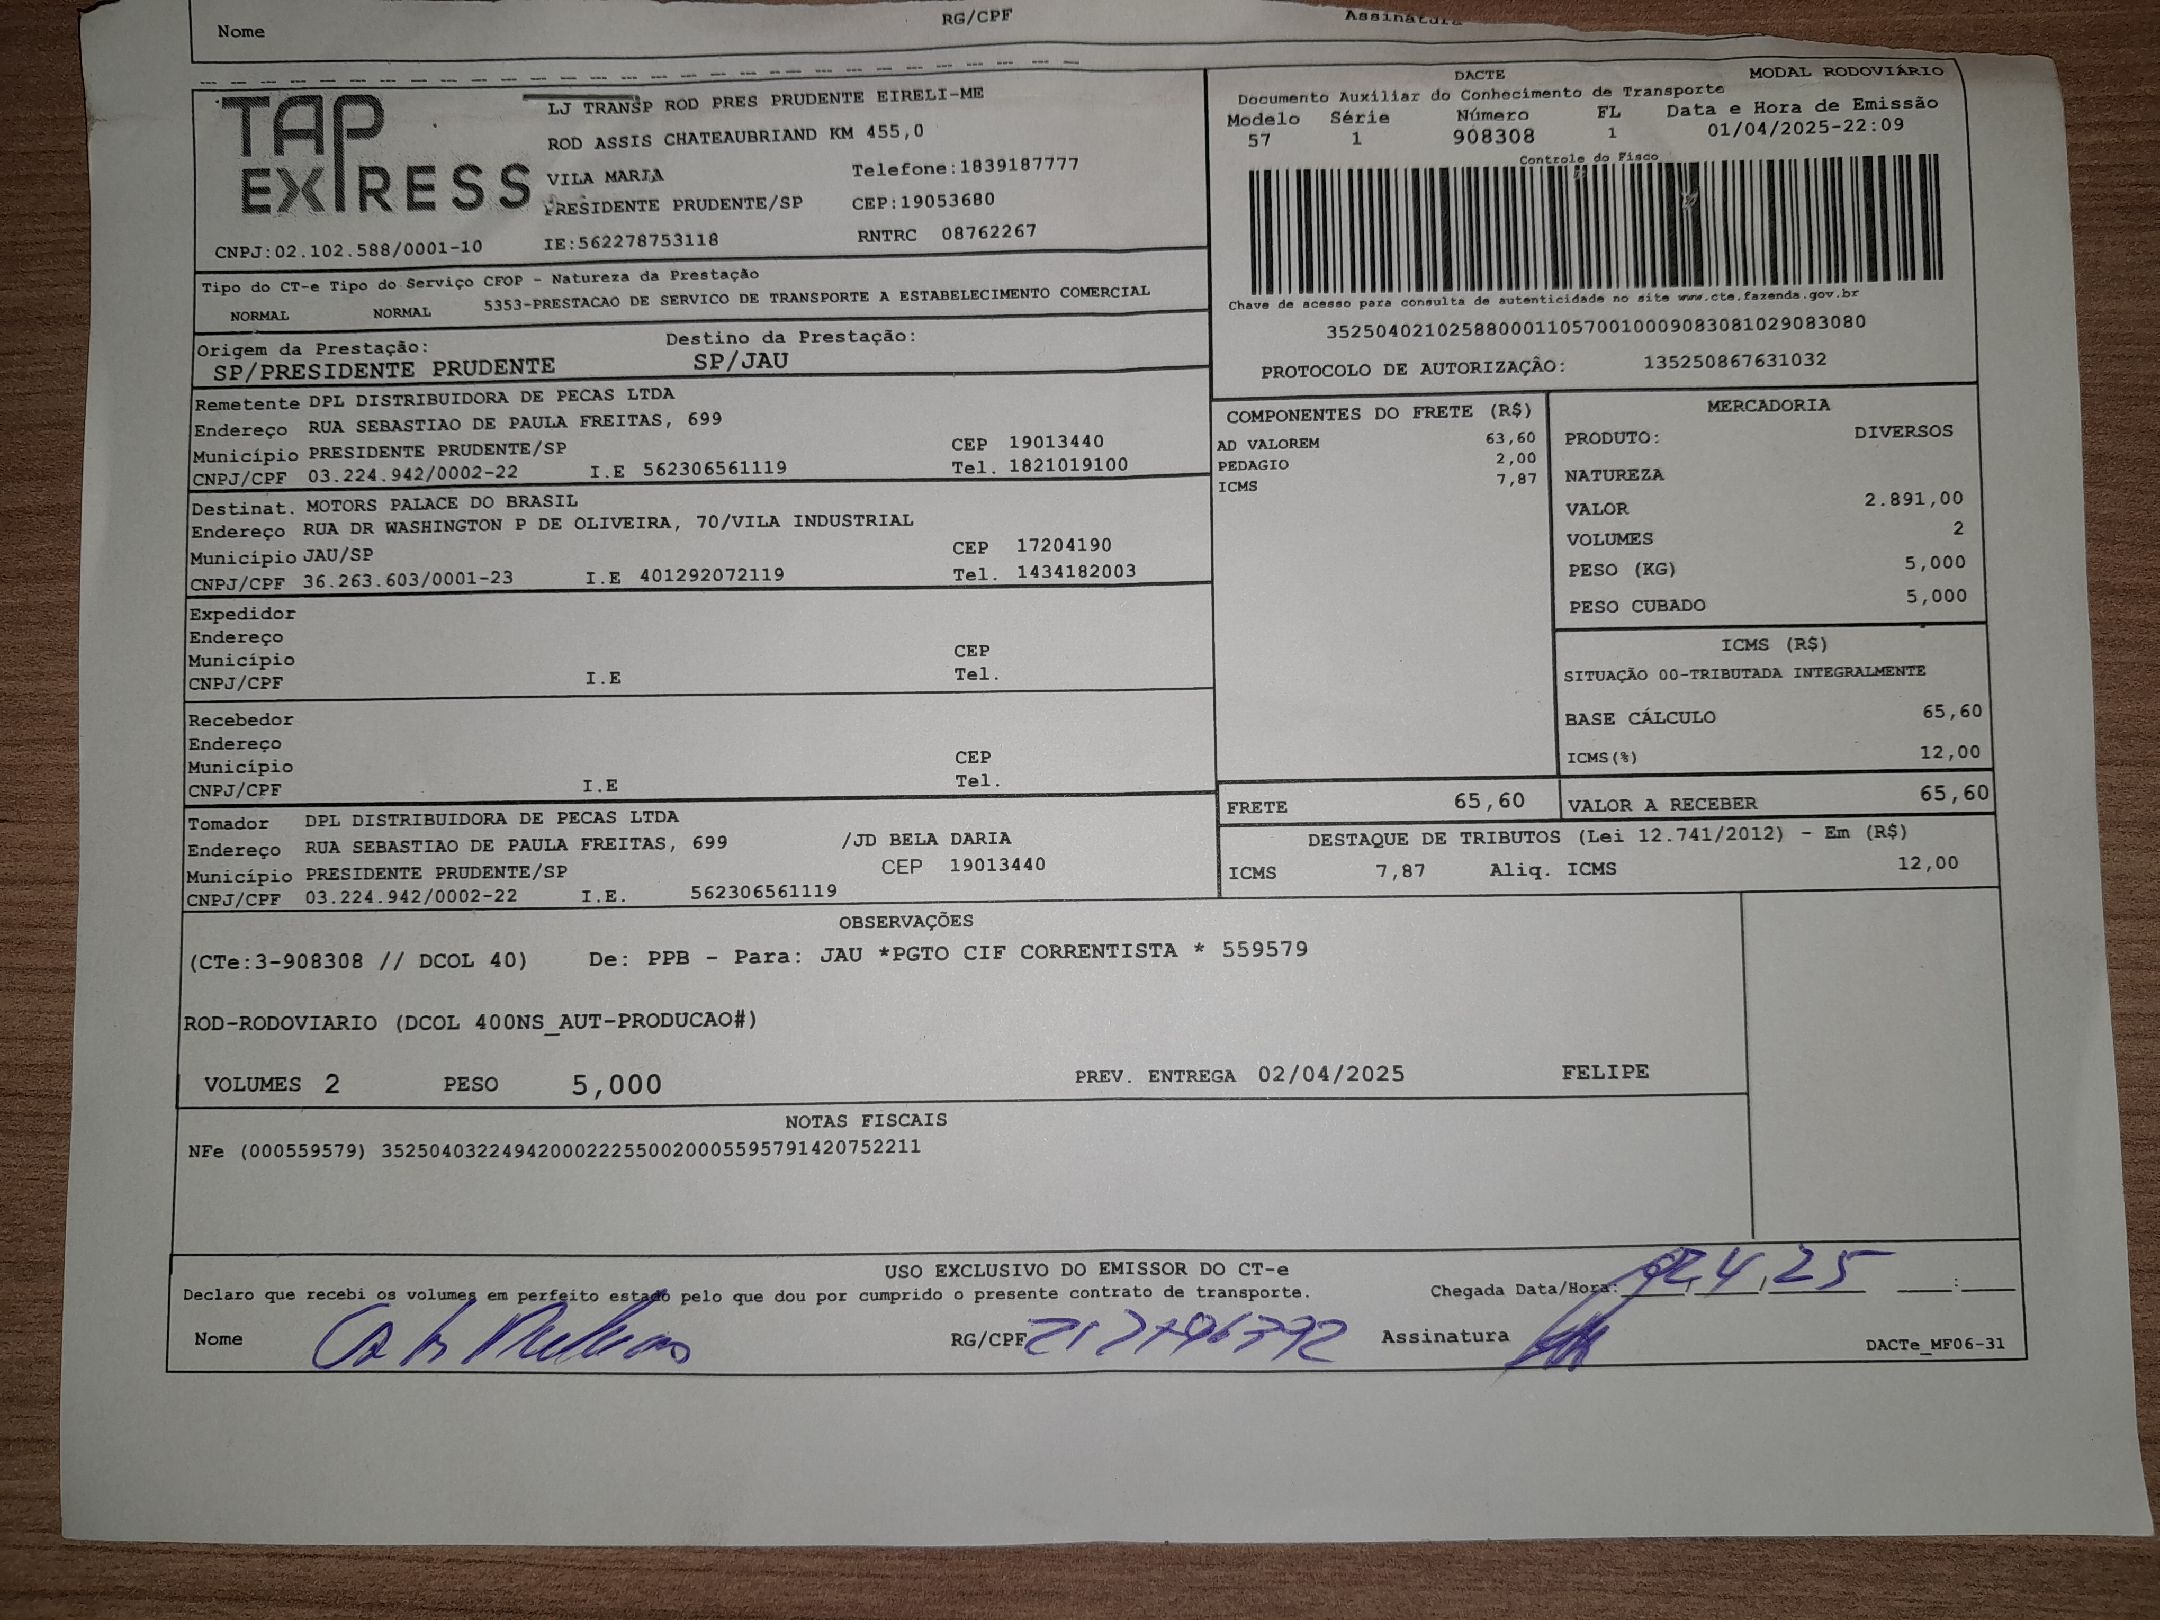 Nome RG/CPF Assinatura
TAP EXPRESS
LJ TRANSP ROD PRES PRUDENTE EIRELI-ME
ROD ASSIS CHATEAUBRIAND KM 455,0
VILA MARIA Telefone:1839187777
PRESIDENTE PRUDENTE/SP CEP:19053680
CNPJ:02.102.588/0001-10 IE:562278753118 RNTRC 08762267
DACTE MODAL RODOVIÁRIO
Documento Auxiliar do Conhecimento de Transporte
Modelo Série Número FL Data e Hora de Emissão
57 1 908308 1 01/04/2025-22:09
Controle do Fisco
Chave de acesso para consulta de autenticidade no site www.cte.fazenda.gov.br
35250402102588000110570010009083081029083080
PROTOCOLO DE AUTORIZAÇÃO: 135250867631032
Tipo do CT-e Tipo do Serviço CFOP - Natureza da Prestação
NORMAL NORMAL 5353-PRESTACAO DE SERVICO DE TRANSPORTE A ESTABELECIMENTO COMERCIAL
Origem da Prestação: Destino da Prestação:
SP/PRESIDENTE PRUDENTE SP/JAU
Remetente DPL DISTRIBUIDORA DE PECAS LTDA
Endereço RUA SEBASTIAO DE PAULA FREITAS, 699
Município PRESIDENTE PRUDENTE/SP CEP 19013440
CNPJ/CPF 03.224.942/0002-22 I.E 562306561119 Tel. 1821019100
Destinat. MOTORS PALACE DO BRASIL
Endereço RUA DR WASHINGTON P DE OLIVEIRA, 70/VILA INDUSTRIAL
Município JAU/SP CEP 17204190
CNPJ/CPF 36.263.603/0001-23 I.E 401292072119 Tel. 1434182003
Expedidor
Endereço
Município CEP
CNPJ/CPF I.E Tel.
Recebedor
Endereço
Município CEP
CNPJ/CPF I.E Tel.
Tomador DPL DISTRIBUIDORA DE PECAS LTDA
Endereço RUA SEBASTIAO DE PAULA FREITAS, 699 /JD BELA DARIA
Município PRESIDENTE PRUDENTE/SP CEP 19013440
CNPJ/CPF 03.224.942/0002-22 I.E. 562306561119
COMPONENTES DO FRETE (R$)
AD VALOREM 63,60
PEDAGIO 2,00
ICMS 7,87
MERCADORIA
PRODUTO: DIVERSOS
NATUREZA
VALOR 2.891,00
VOLUMES 2
PESO (KG) 5,000
PESO CUBADO 5,000
ICMS (R$)
SITUAÇÃO 00-TRIBUTADA INTEGRALMENTE
BASE CÁLCULO 65,60
ICMS(%) 12,00
FRETE 65,60 VALOR A RECEBER 65,60
DESTAQUE DE TRIBUTOS (Lei 12.741/2012) - Em (R$)
ICMS 7,87 Aliq. ICMS 12,00
OBSERVAÇÕES
(CTe:3-908308 // DCOL 40) De: PPB - Para: JAU *PGTO CIF CORRENTISTA * 559579
ROD-RODOVIARIO (DCOL 400NS_AUT-PRODUCAO#)
VOLUMES 2 PESO 5,000 PREV. ENTREGA 02/04/2025 FELIPE
NOTAS FISCAIS
NFe (000559579) 35250403224942000222550020005595791420752211
USO EXCLUSIVO DO EMISSOR DO CT-e
Declaro que recebi os volumes em perfeito estado pelo que dou por cumprido o presente contrato de transporte. Chegada Data/Hora: 02, 4, 25 :
Nome RG/CPF Assinatura DACTe_MF06-31